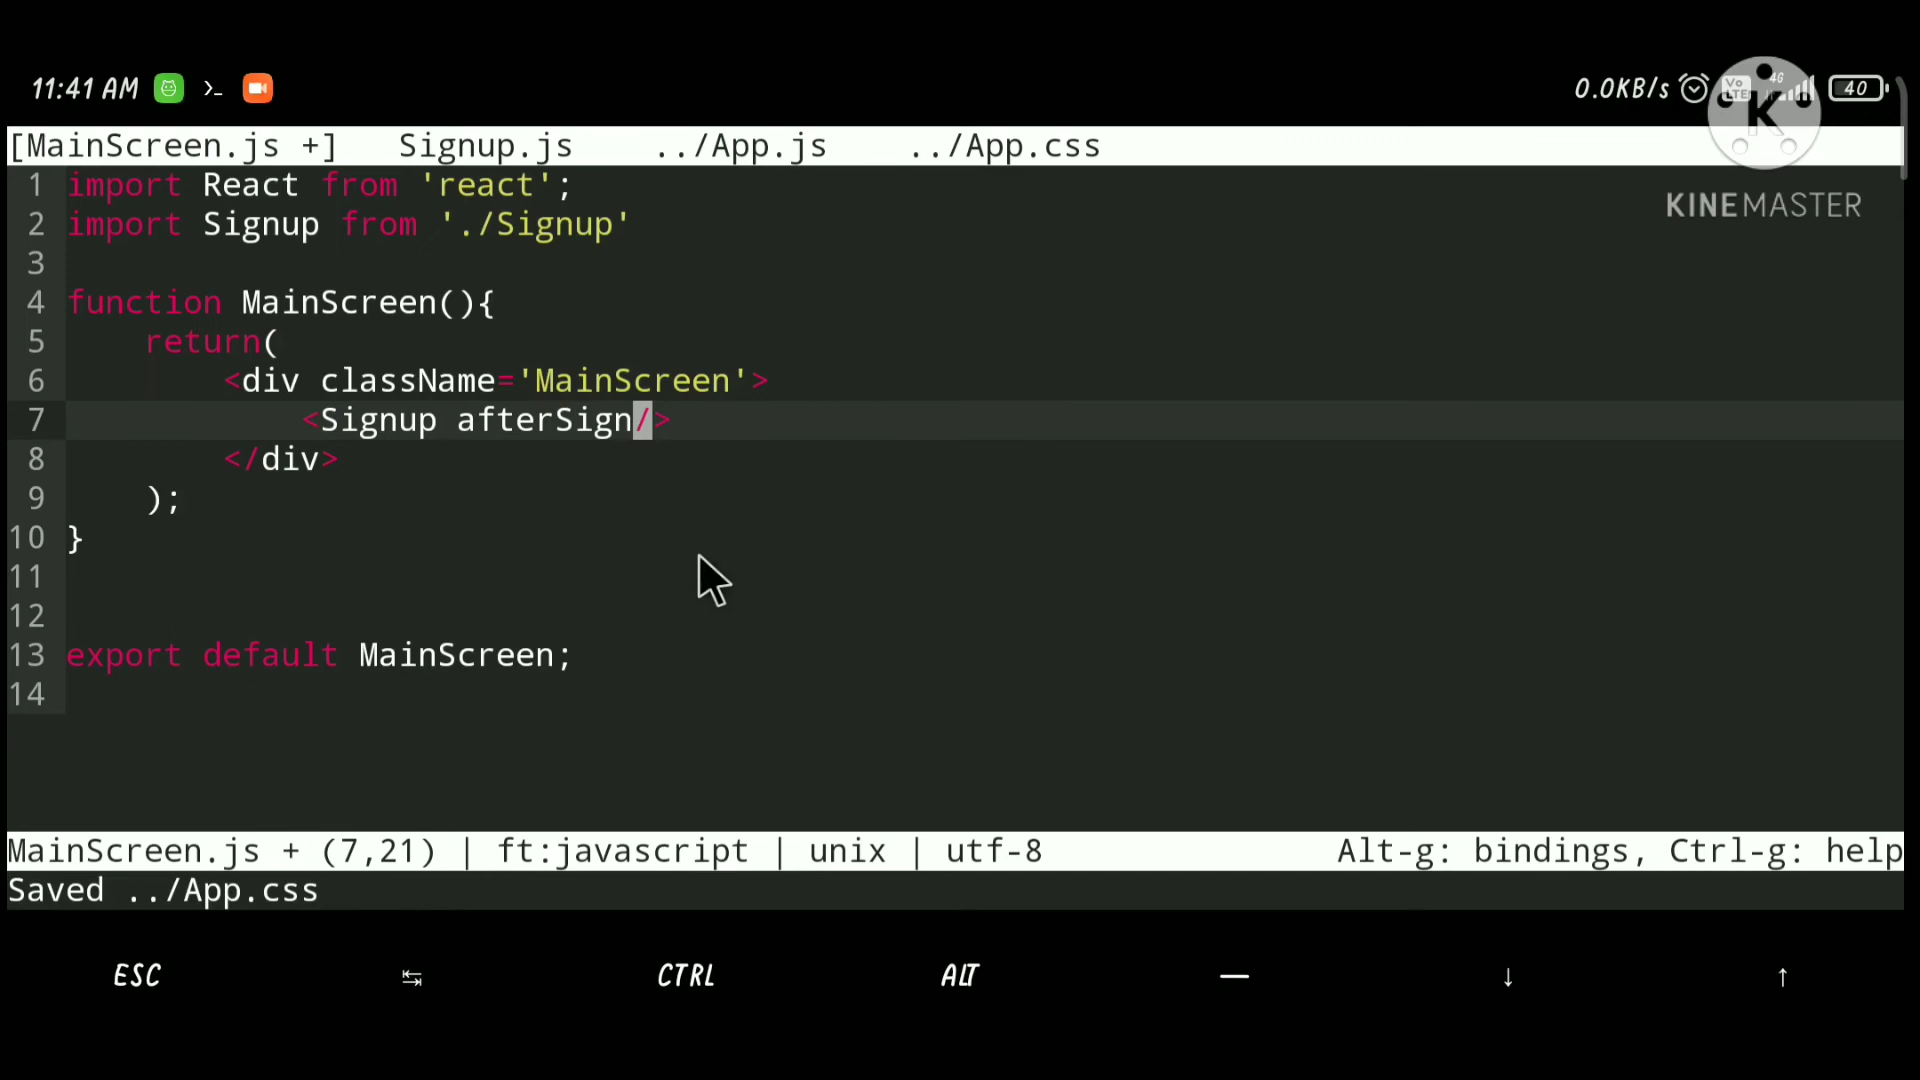 11:41 AM
0.0KB/s
Vo LTE
4G
40
K
KINEMASTER
[MainScreen.js +] Signup.js ../App.js ../App.css
1 import React from 'react';
2 import Signup from './Signup'
3
4 function MainScreen(){
5 return(
6 <div className='MainScreen'>
7 <Signup afterSign/>
8 </div>
9 );
10 }
11
12
13 export default MainScreen;
14
MainScreen.js + (7,21) | ft:javascript | unix | utf-8 Alt-g: bindings, Ctrl-g: help
Saved ../App.css
ESC ↹ CTRL ALT — ↓ ↑